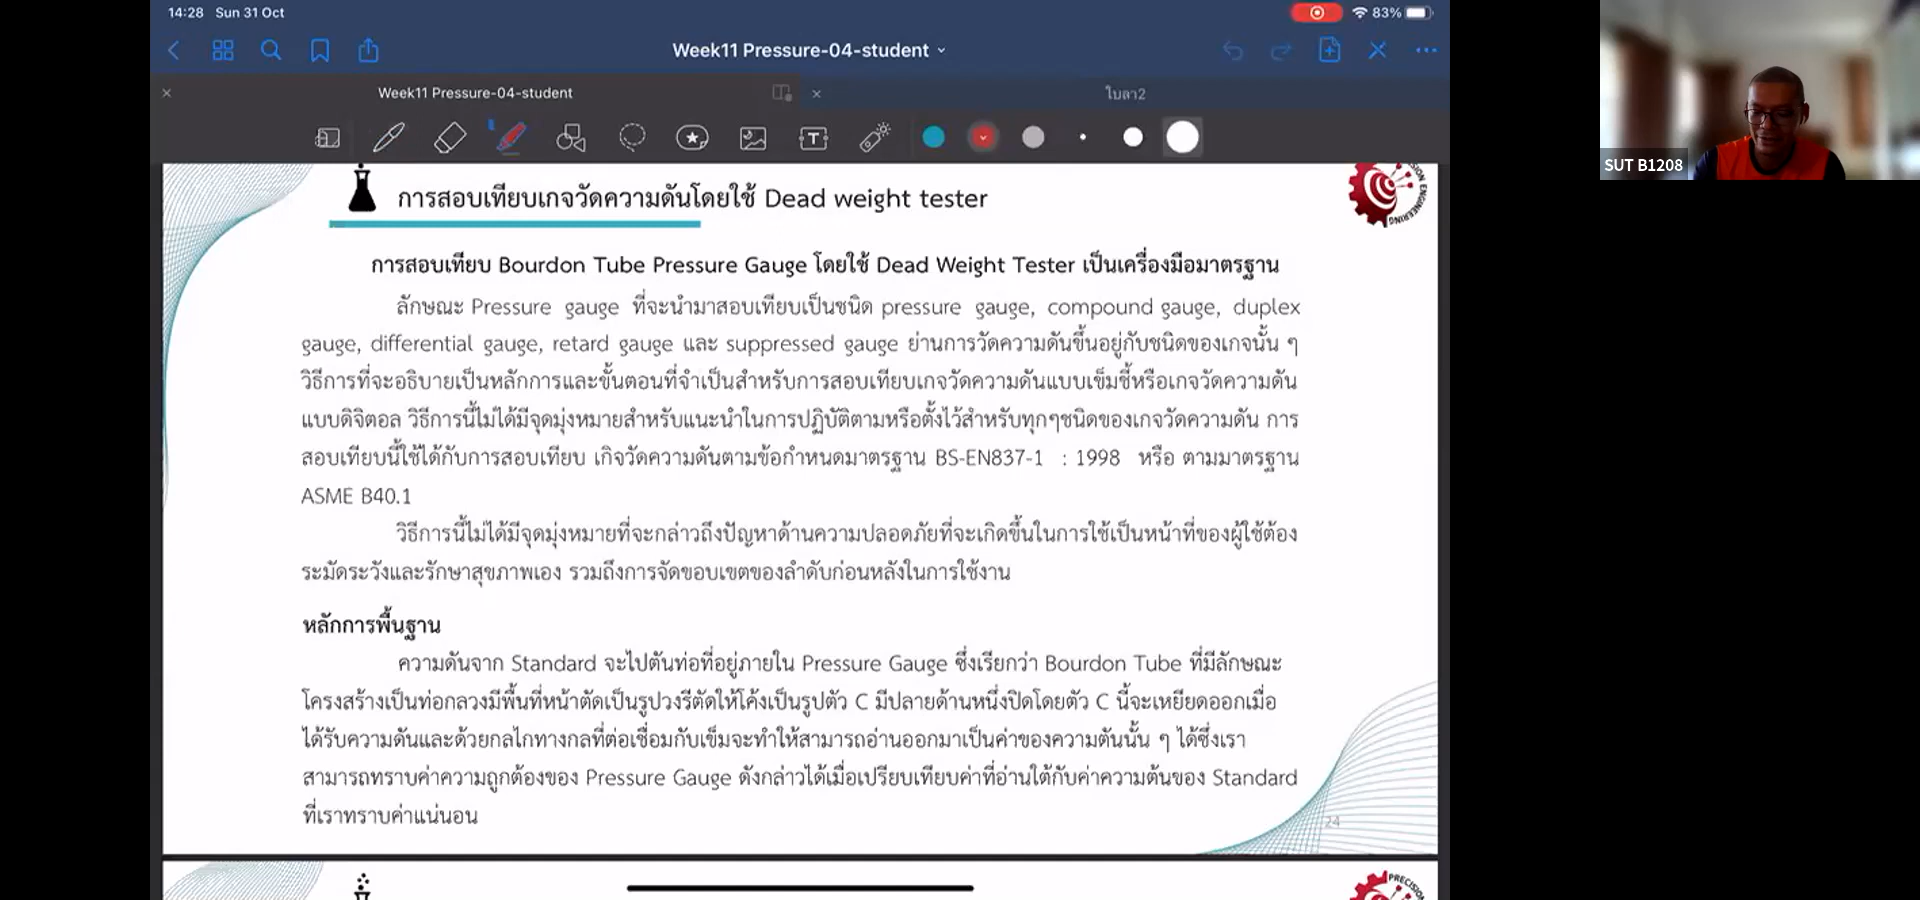 14:28 Sun 31 Oct
83%
Week11 Pressure-04-student
Week11 Pressure-04-student
ใบลา2
SUT B1208
การสอบเทียบเกจวัดความดันโดยใช้ Dead weight tester
การสอบเทียบ Bourdon Tube Pressure Gauge โดยใช้ Dead Weight Tester เป็นเครื่องมือมาตรฐาน
ลักษณะ Pressure gauge ที่จะนำมาสอบเทียบเป็นชนิด pressure gauge, compound gauge, duplex
gauge, differential gauge, retard gauge และ suppressed gauge ย่านการวัดความดันขึ้นอยู่กับชนิดของเกจนั้น ๆ
วิธีการที่จะอธิบายเป็นหลักการและขั้นตอนที่จำเป็นสำหรับการสอบเทียบเกจวัดความดันแบบเข็มชี้หรือเกจวัดความดัน
แบบดิจิตอล วิธีการนี้ไม่ได้มีจุดมุ่งหมายสำหรับแนะนำในการปฏิบัติตามหรือตั้งไว้สำหรับทุกๆชนิดของเกจวัดความดัน การ
สอบเทียบนี้ใช้ได้กับการสอบเทียบ เกิจวัดความดันตามข้อกำหนดมาตรฐาน BS-EN837-1 : 1998 หรือ ตามมาตรฐาน
ASME B40.1
วิธีการนี้ไม่ได้มีจุดมุ่งหมายที่จะกล่าวถึงปัญหาด้านความปลอดภัยที่จะเกิดขึ้นในการใช้เป็นหน้าที่ของผู้ใช้ต้อง
ระมัดระวังและรักษาสุขภาพเอง รวมถึงการจัดขอบเขตของลำดับก่อนหลังในการใช้งาน
หลักการพื้นฐาน
ความดันจาก Standard จะไปดันท่อที่อยู่ภายใน Pressure Gauge ซึ่งเรียกว่า Bourdon Tube ที่มีลักษณะ
โครงสร้างเป็นท่อกลวงมีพื้นที่หน้าตัดเป็นรูปวงรีดัดให้โค้งเป็นรูปตัว C มีปลายด้านหนึ่งปิดโดยตัว C นี้จะเหยียดออกเมื่อ
ได้รับความดันและด้วยกลไกทางกลที่ต่อเชื่อมกับเข็มจะทำให้สามารถอ่านออกมาเป็นค่าของความดันนั้น ๆ ได้ซึ่งเรา
สามารถทราบค่าความถูกต้องของ Pressure Gauge ดังกล่าวได้เมื่อเปรียบเทียบค่าที่อ่านใต้กับค่าความต้นของ Standard
ที่เราทราบค่าแน่นอน
24
PRECISION